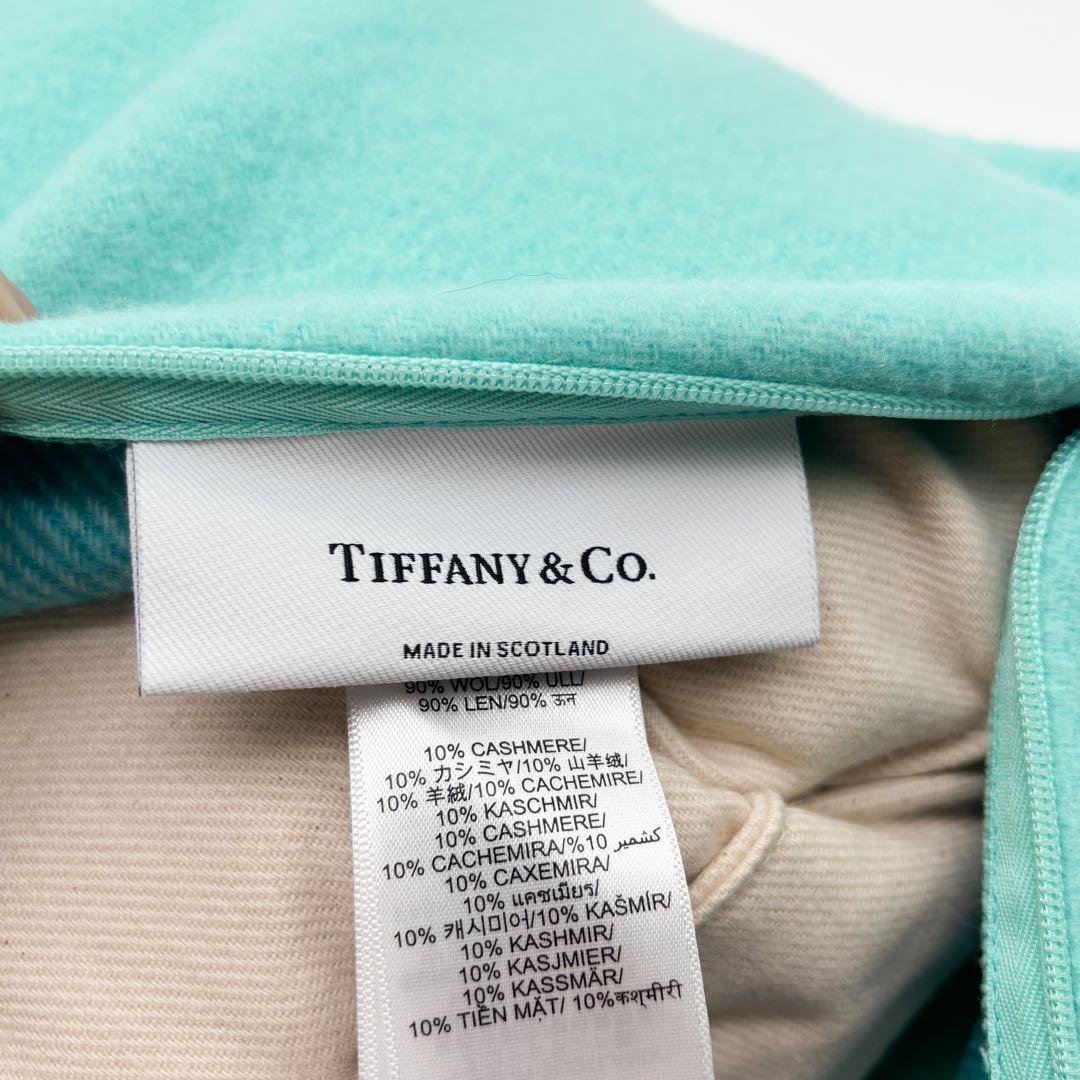 TIFFANY & CO.
MADE IN SCOTLAND
90% WOL/90% ULL/
90% LEN/90% ऊन
10% CASHMERE/
10% カシミヤ/10% 山羊绒/
10% 羊絨/10% CACHEMIRE/
10% KASCHMIR/
10% CASHMERE/
10% CACHEMIRA/%10 كشمير
10% CAXEMIRA/
10% แคชเมียร์/
10% 캐시미어/10% KAŠMÍR/
10% KASHMIR/
10% KASJMIER/
10% KASSMÄR/
10% TIỀN MẶT/ 10%कश्मीरी